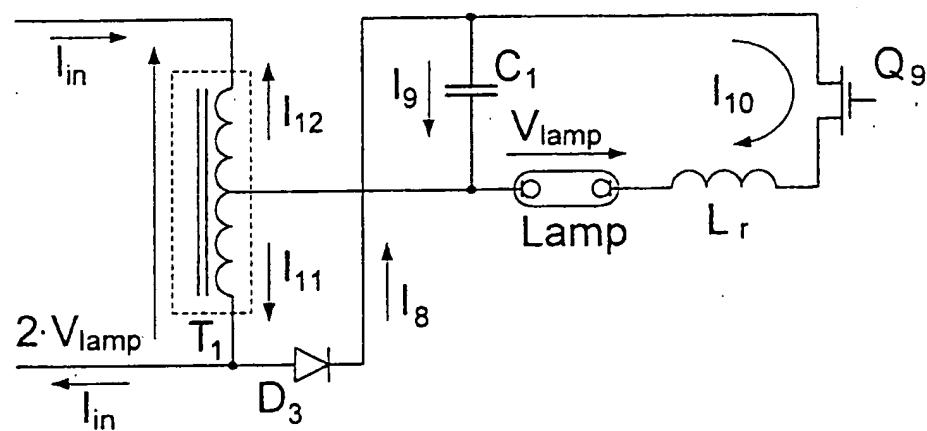 I_in
I_12
I_9
C_1
V_lamp
I_10
Q_9
Lamp
L_r
I_11
I_8
2·V_lamp
T_1
D_3
I_in